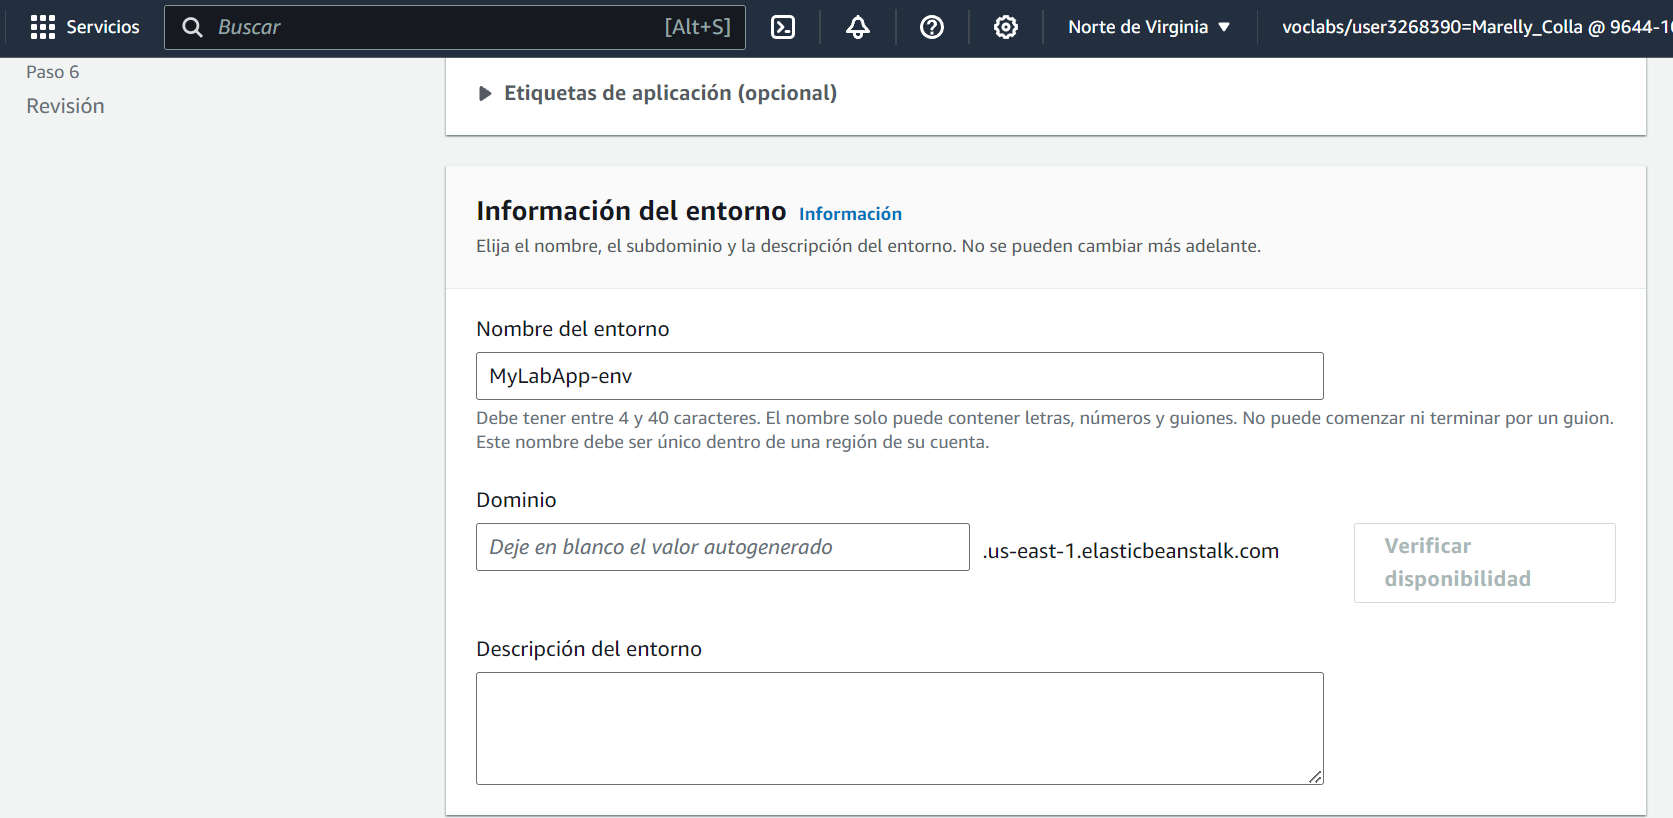 Servicios
Buscar
[Alt+S]
Norte de Virginia
voclabs/user3268390=Marelly_Colla @ 9644-10
Paso 6
Revisión
Etiquetas de aplicación (opcional)
Información del entorno Información
Elija el nombre, el subdominio y la descripción del entorno. No se pueden cambiar más adelante.
Nombre del entorno
MyLabApp-env
Debe tener entre 4 y 40 caracteres. El nombre solo puede contener letras, números y guiones. No puede comenzar ni terminar por un guion.
Este nombre debe ser único dentro de una región de su cuenta.
Dominio
Deje en blanco el valor autogenerado
.us-east-1.elasticbeanstalk.com
Verificar
disponibilidad
Descripción del entorno